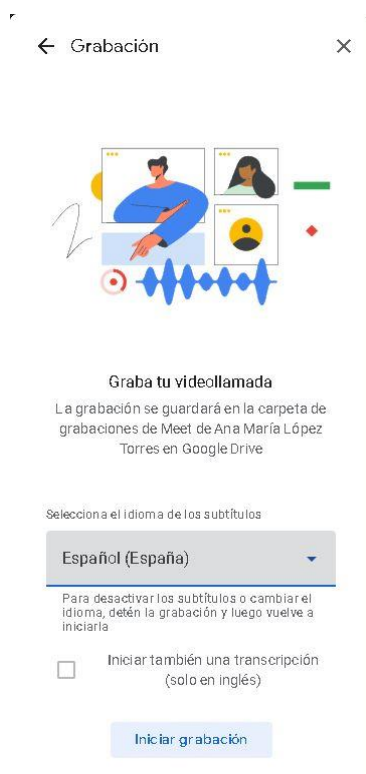 Grabación
Graba tu videollamada
La grabación se guardará en la carpeta de
grabaciones de Meet de Ana María López
Torres en Google Drive
Selecciona el idioma de los subtítulos
Español (España)
Para desactivar los subtítulos o cambiar el
idioma, detén la grabación y luego vuelve a
iniciarla
Iniciar también una transcripción
(solo en inglés)
Iniciar grabación